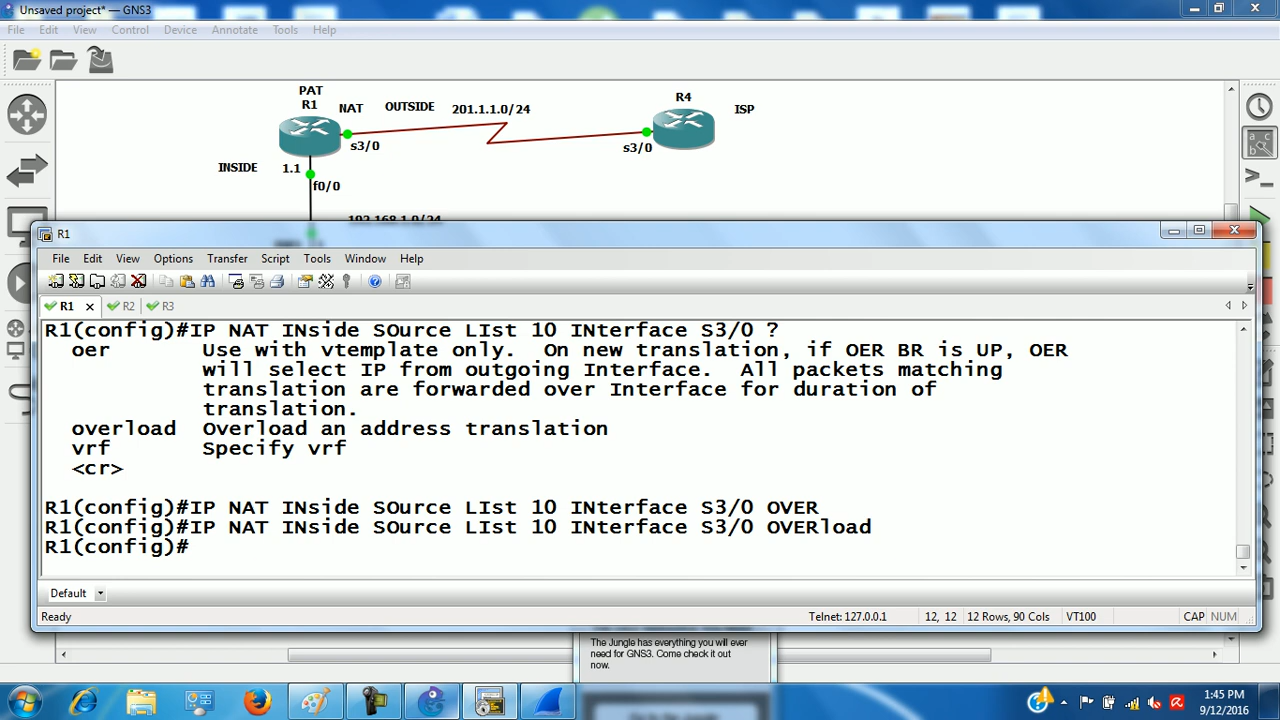 Unsaved project* — GNS3
File Edit View Control Device Annotate Tools Help
PAT
R1
NAT
OUTSIDE
201.1.1.0/24
R4
ISP
s3/0
s3/0
INSIDE
1.1
f0/0
192.168.1.0/24
R1
File Edit View Options Transfer Script Tools Window Help
R1 R2 R3
R1(config)#IP NAT INside SOurce LIst 10 INterface S3/0 ?
oer Use with vtemplate only. On new translation, if OER BR is UP, OER
will select IP from outgoing Interface. All packets matching
translation are forwarded over Interface for duration of
translation.
overload Overload an address translation
vrf Specify vrf
<cr>
R1(config)#IP NAT INside SOurce LIst 10 INterface S3/0 OVER
R1(config)#IP NAT INside SOurce LIst 10 INterface S3/0 OVERload
R1(config)#
Default
Ready Telnet: 127.0.0.1 12, 12 12 Rows, 90 Cols VT100 CAP NUM
The Jungle has everything you will ever
need for GNS3. Come check it out
now.
1:45 PM
9/12/2016